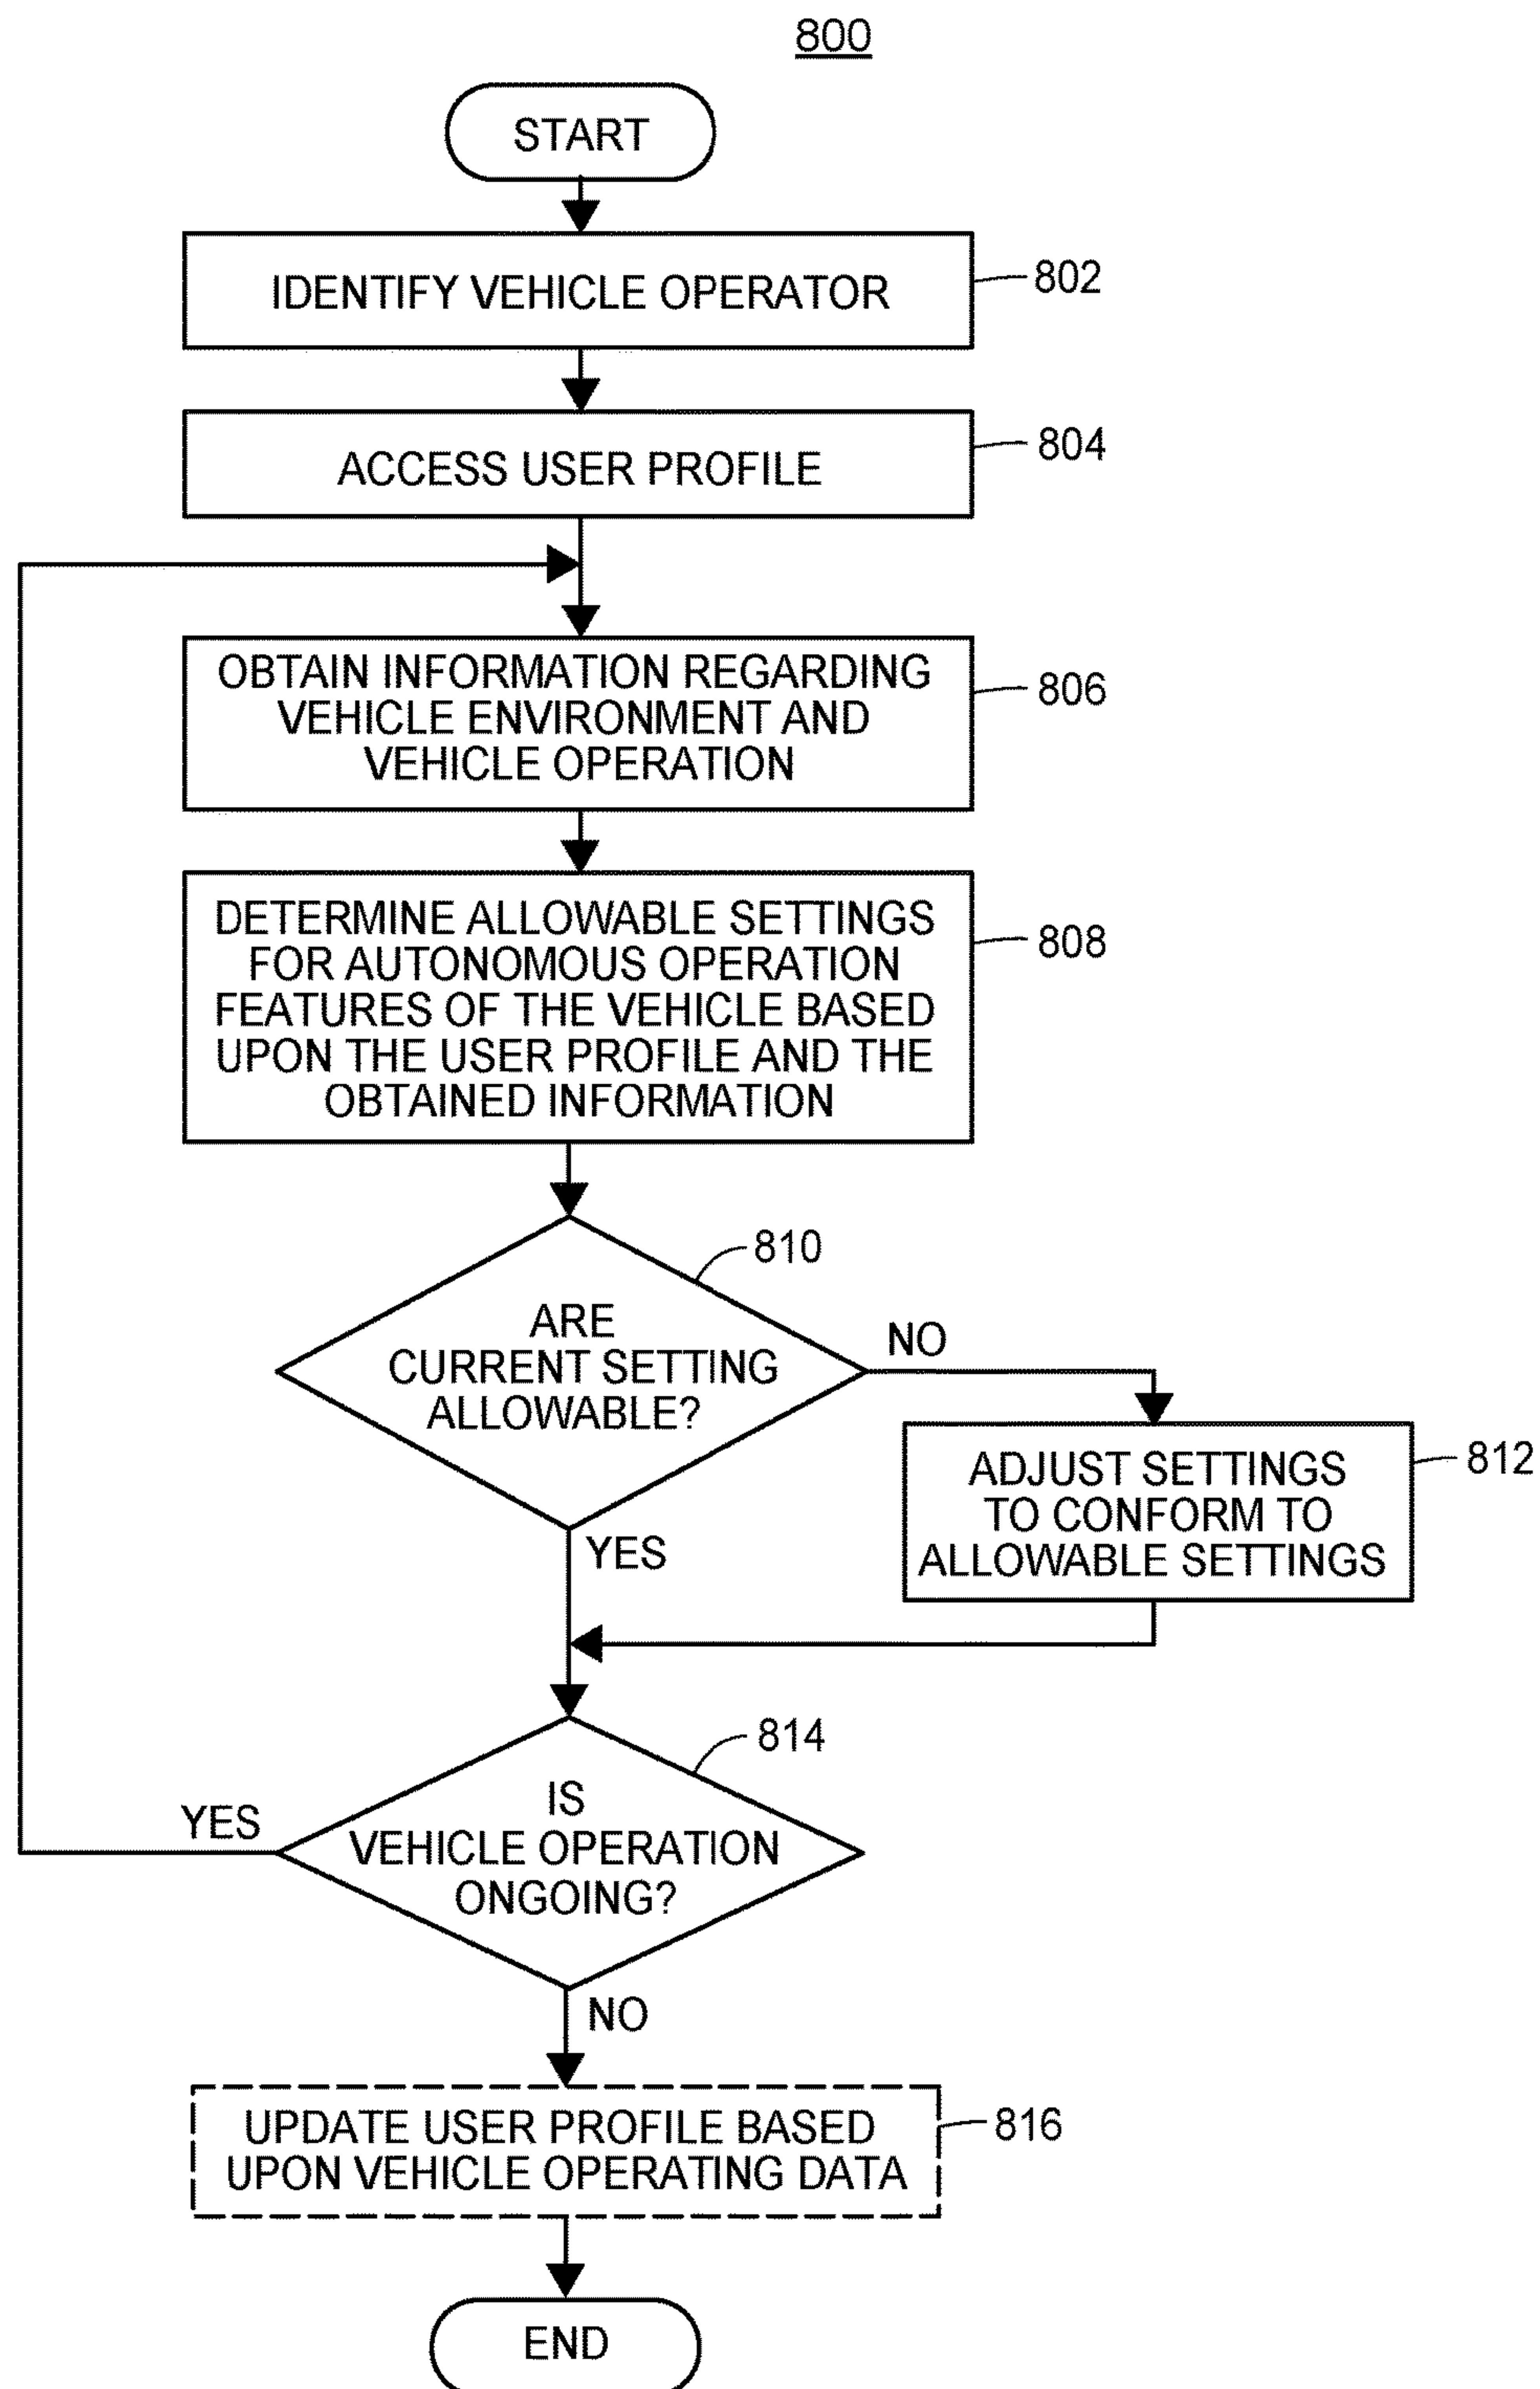 800
START
IDENTIFY VEHICLE OPERATOR
802
ACCESS USER PROFILE
804
OBTAIN INFORMATION REGARDING
VEHICLE ENVIRONMENT AND
VEHICLE OPERATION
806
DETERMINE ALLOWABLE SETTINGS
FOR AUTONOMOUS OPERATION
FEATURES OF THE VEHICLE BASED
UPON THE USER PROFILE AND THE
OBTAINED INFORMATION
808
810
ARE
CURRENT SETTING
ALLOWABLE?
NO
ADJUST SETTINGS
TO CONFORM TO
ALLOWABLE SETTINGS
812
YES
814
IS
VEHICLE OPERATION
ONGOING?
YES
NO
UPDATE USER PROFILE BASED
UPON VEHICLE OPERATING DATA
816
END